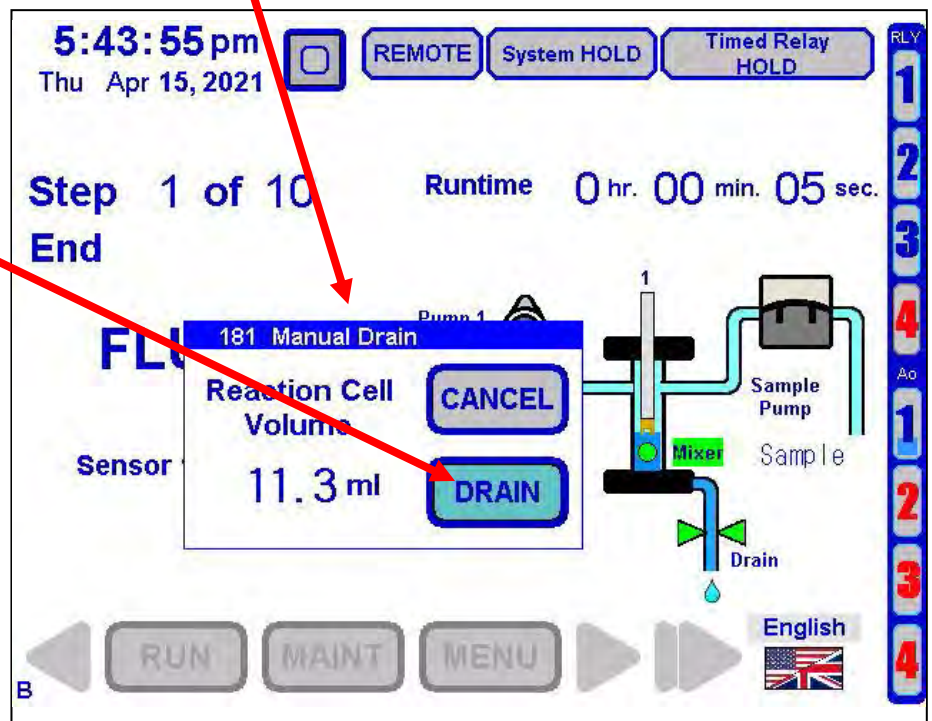 5:43:55 pm
Thu Apr 15, 2021
REMOTE
System HOLD
Timed Relay
HOLD
RLY
1
2
3
4
Ao
1
2
3
4
Step 1 of 10
Runtime 0 hr. 00 min. 05 sec.
End
1
Pump 1
FL
181 Manual Drain
Reaction Cell
Volume
11.3 ml
CANCEL
DRAIN
Sensor
Mixer
Sample
Pump
Sample
Drain
RUN
MAINT
MENU
English
B